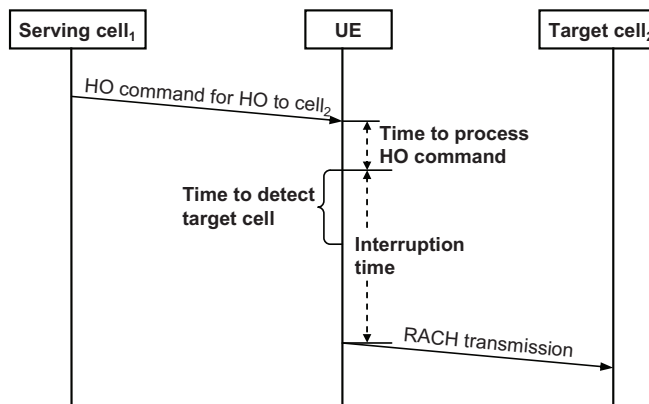 Serving cell₁
UE
Target cell₂
HO command for HO to cell₂
Time to process
HO command
Time to detect
target cell
Interruption
time
RACH transmission